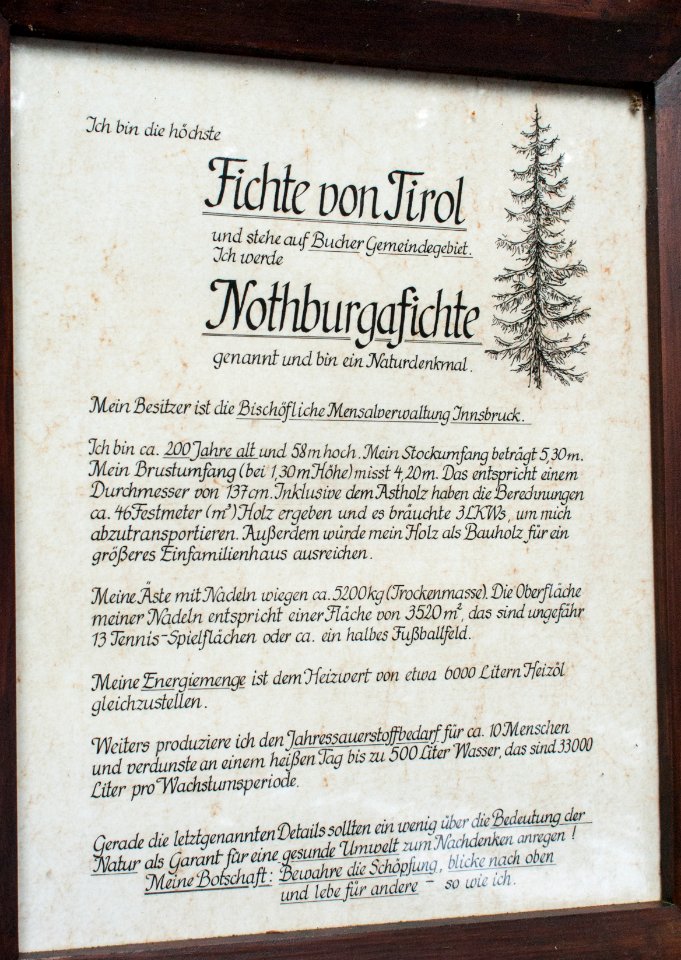 Ich bin die höchste
Fichte von Tirol
und stehe auf Bucher Gemeindegebiet.
Ich werde
Nothburgafichte
genannt und bin ein Naturdenkmal.
Mein Besitzer ist die Bischöfliche Mensalverwaltung Innsbruck.
Ich bin ca. 200 Jahre alt und 58 m hoch. Mein Stockumfang beträgt 5,30 m.
Mein Brustumfang (bei 1,30 m Höhe) misst 4,20 m. Das entspricht einem
Durchmesser von 137 cm. Inklusive dem Astholz haben die Berechnungen
ca. 46 Festmeter (m³) Holz ergeben und es bräuchte 3 LKWs, um mich
abzutransportieren. Außerdem würde mein Holz als Bauholz für ein
größeres Einfamilienhaus ausreichen.
Meine Äste mit Nadeln wiegen ca. 5200 kg (Trockenmasse). Die Oberfläche
meiner Nadeln entspricht einer Fläche von 3520 m², das sind ungefähr
13 Tennis-Spielflächen oder ca. ein halbes Fußballfeld.
Meine Energiemenge ist dem Heizwert von etwa 6000 Litern Heizöl
gleichzustellen.
Weiters produziere ich den Jahressauerstoffbedarf für ca. 10 Menschen
und verdunste an einem heißen Tag bis zu 500 Liter Wasser, das sind 33000
Liter pro Wachstumsperiode.
Gerade die letztgenannten Details sollten ein wenig über die Bedeutung der
Natur als Garant für eine gesunde Umwelt zum Nachdenken anregen !
Meine Botschaft: Bewahre die Schöpfung, blicke nach oben
und lebe für andere - so wie ich.